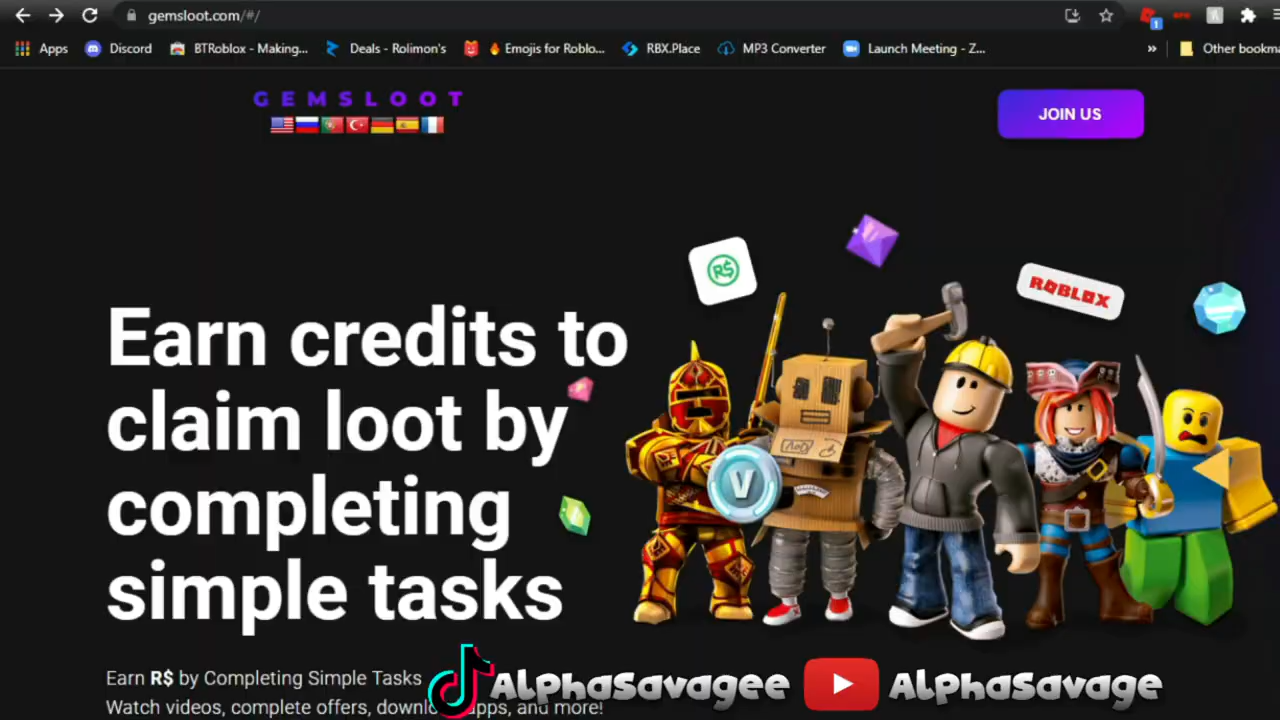 gemsloot.com/#/
Apps Discord BTRoblox - Making... Deals - Rolimon's Emojis for Roblo... RBX.Place MP3 Converter Launch Meeting - Z... » Other bookma
GEMSLOOT
JOIN US
R$
ROBLOX
V
Earn credits to
claim loot by
completing
simple tasks
Earn R$ by Completing Simple Tasks
Watch videos, complete offers, downlo apps, and more!
AlphaSavagee AlphaSavage